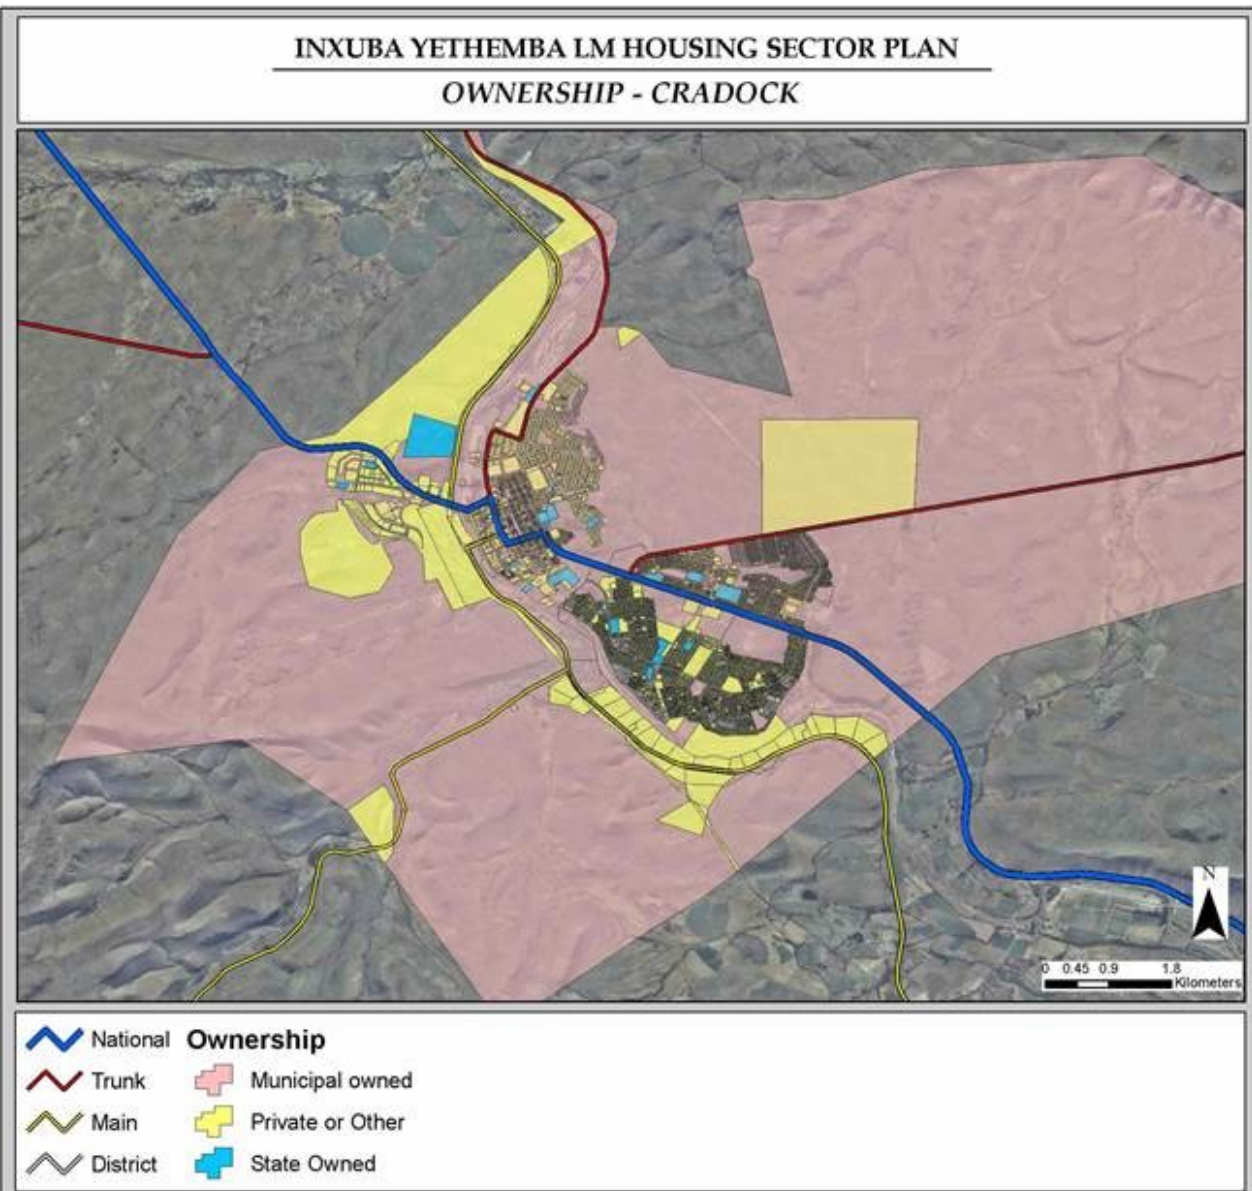 INXUBA YETHEMBA LM HOUSING SECTOR PLAN
OWNERSHIP - CRADOCK
N
0 0.45 0.9 1.8
Kilometers
National
Trunk
Main
District
Ownership
Municipal owned
Private or Other
State Owned